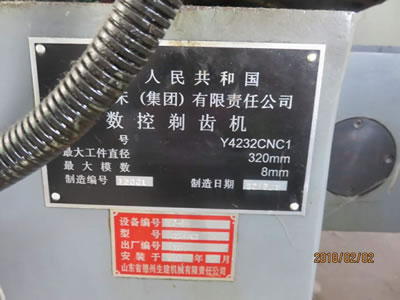 人民共和国
(集团)有限责任公司
数控剃齿机
号 Y4232CNC1
最大工件直径 320mm
最大模数 8mm
制造编号
制造日期
设备编号
型号
出厂编号
安装于 年 月
山东省德州生建机械有限责任公司
2018/02/02